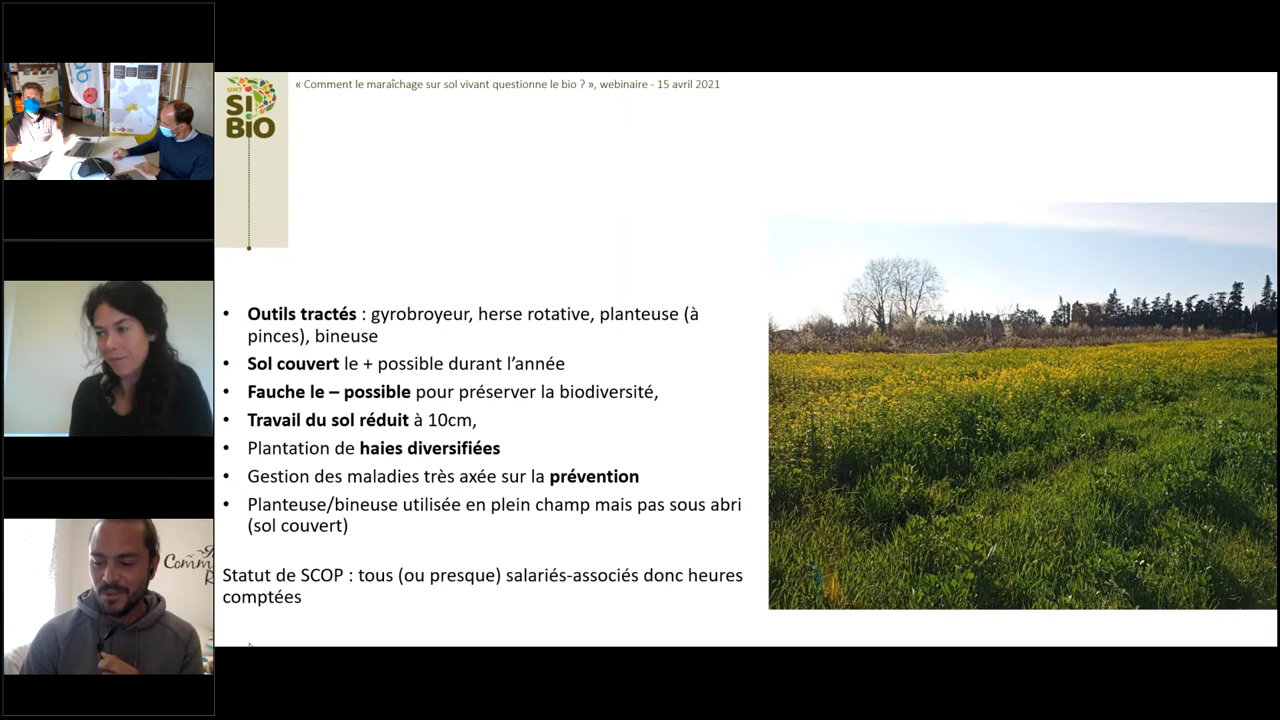 « Comment le maraîchage sur sol vivant questionne le bio ? », webinaire - 15 avril 2021
UMT
SI
BIO
• Outils tractés : gyrobroyeur, herse rotative, planteuse (à
pinces), bineuse
• Sol couvert le + possible durant l’année
• Fauche le – possible pour préserver la biodiversité,
• Travail du sol réduit à 10cm,
• Plantation de haies diversifiées
• Gestion des maladies très axée sur la prévention
• Planteuse/bineuse utilisée en plein champ mais pas sous abri
(sol couvert)
Statut de SCOP : tous (ou presque) salariés-associés donc heures
comptées